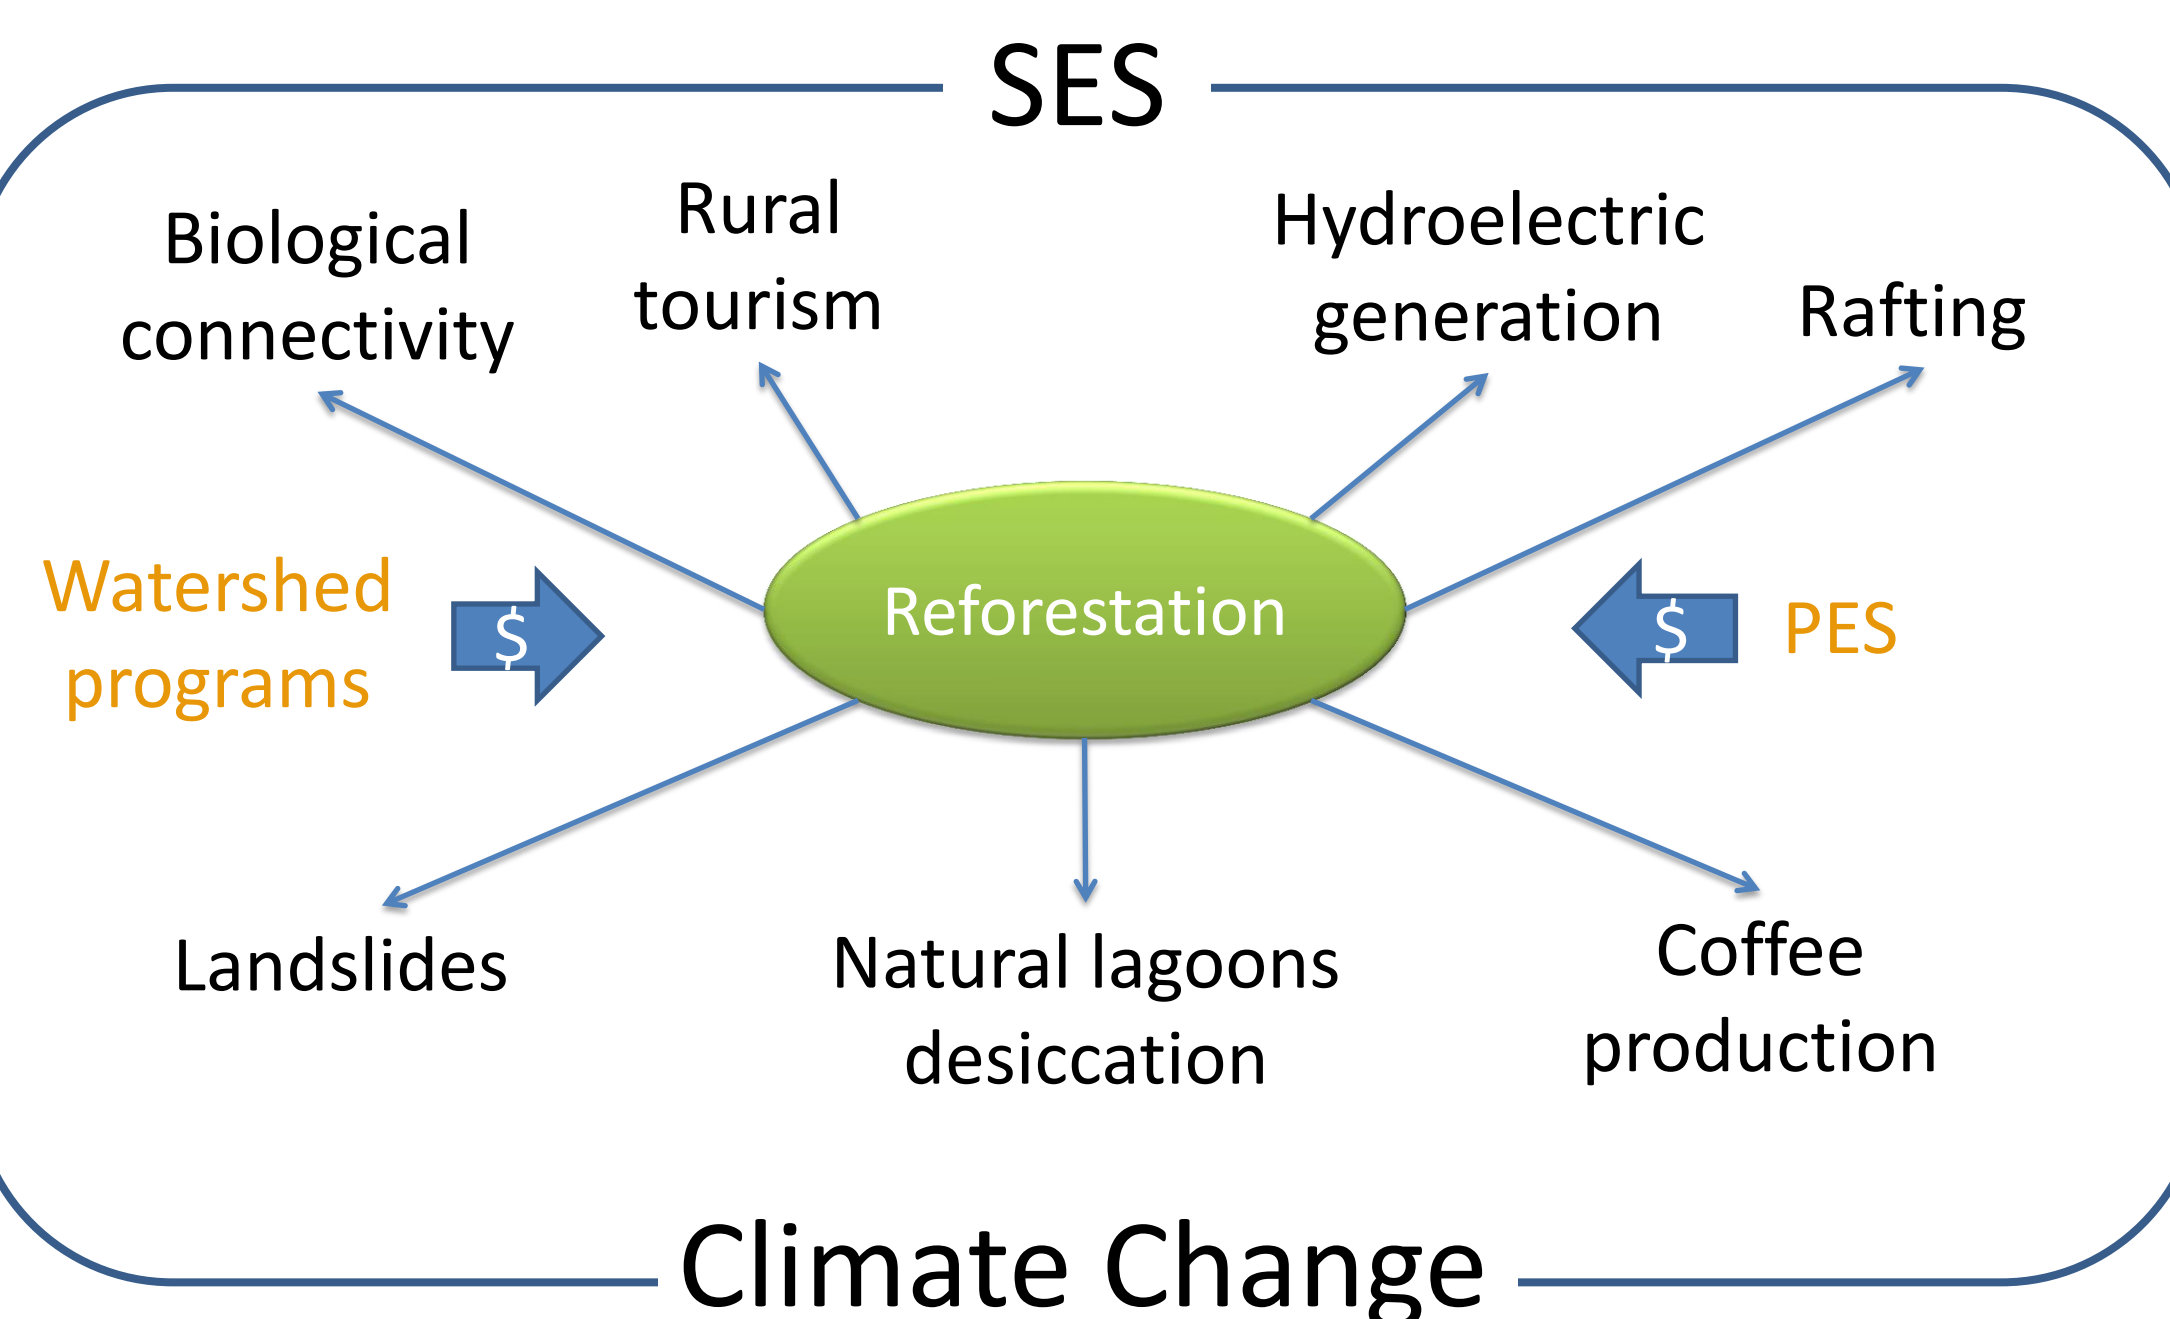 SES
Biological
connectivity
Rural
tourism
Hydroelectric
generation
Rafting
Watershed
programs
$
Reforestation
$
PES
Landslides
Natural lagoons
desiccation
Coffee
production
Climate Change